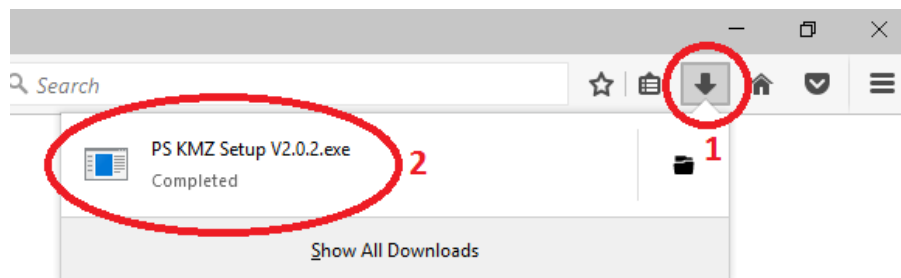 Search
1
PS KMZ Setup V2.0.2.exe
Completed
2
Show All Downloads